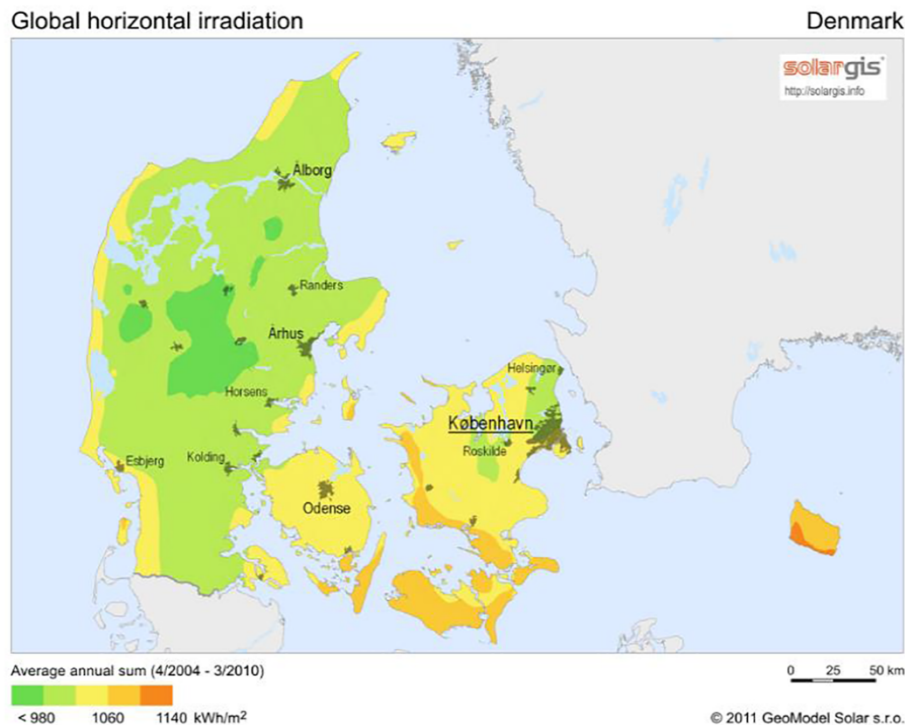 Global horizontal irradiation
Denmark
solargis
http://solargis.info
Ålborg
Randers
Århus
Helsingør
Horsens
København
Roskilde
Esbjerg
Kolding
Odense
Average annual sum (4/2004 - 3/2010)
0 25 50 km
< 980 1060 1140 kWh/m²
© 2011 GeoModel Solar s.r.o.